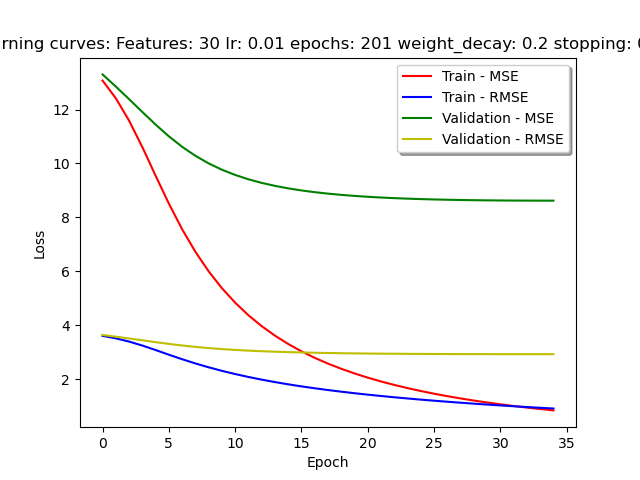 rning curves: Features: 30 lr: 0.01 epochs: 201 weight_decay: 0.2 stopping:
Train - MSE
Train - RMSE
Validation - MSE
Validation - RMSE
Loss
12
10
8
6
4
2
0 5 10 15 20 25 30 35
Epoch